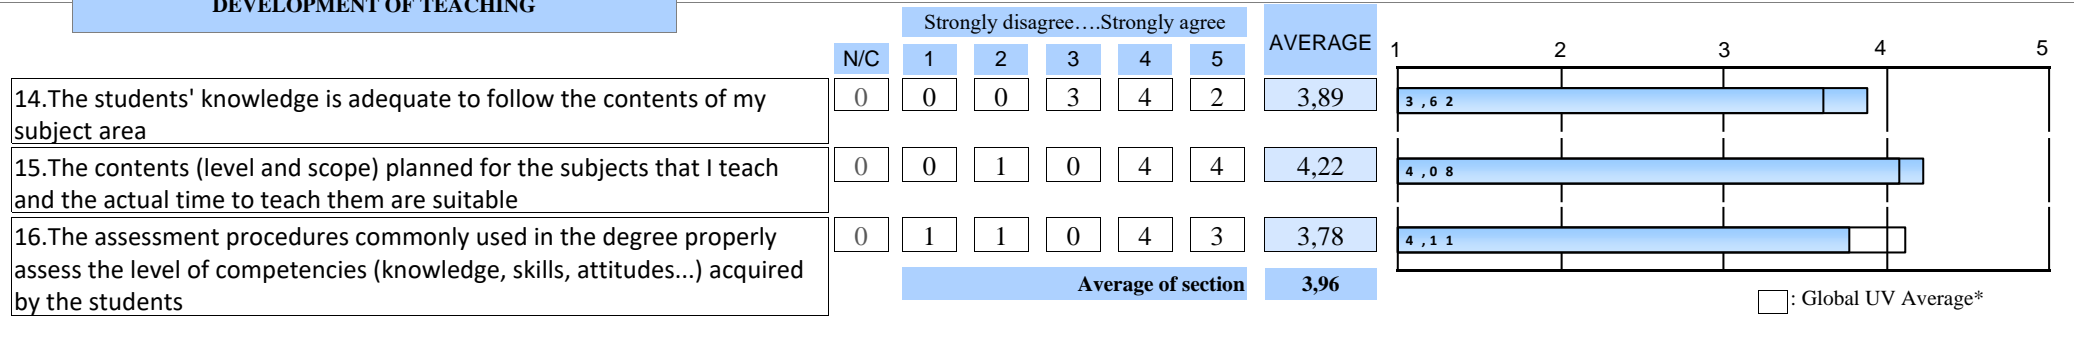 DEVELOPMENT OF TEACHING
Strongly disagree….Strongly agree
AVERAGE
N/C 1 2 3 4 5
1 2 3 4 5
14.The students' knowledge is adequate to follow the contents of my
subject area
0 0 0 3 4 2 3,89
3,62
15.The contents (level and scope) planned for the subjects that I teach
and the actual time to teach them are suitable
0 0 1 0 4 4 4,22
4,08
16.The assessment procedures commonly used in the degree properly
assess the level of competencies (knowledge, skills, attitudes...) acquired
by the students
0 1 1 0 4 3 3,78
4,11
Average of section 3,96
: Global UV Average*